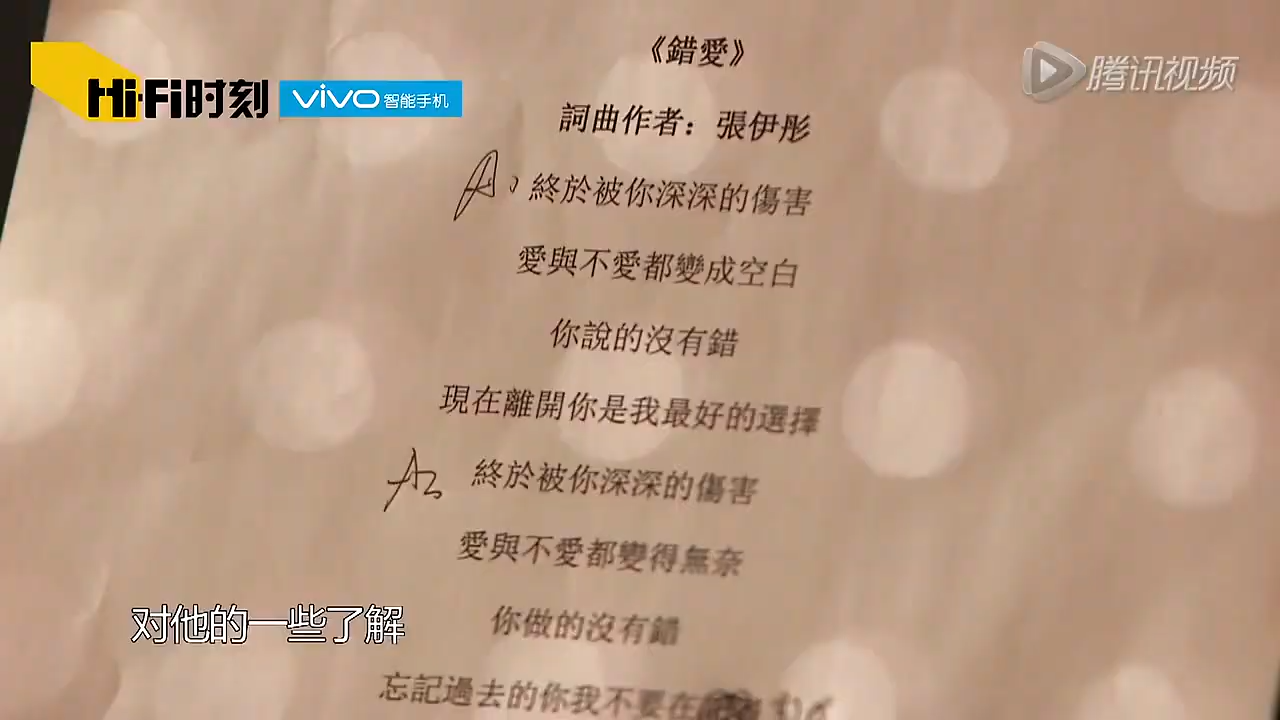 《錯愛》
Hi-Fi时刻
vivo智能手机
腾讯视频
詞曲作者：張伊彤
A1 終於被你深深的傷害
愛與不愛都變成空白
你說的沒有錯
現在離開你是我最好的選擇
A2 終於被你深深的傷害
愛與不愛都變得無奈
对他的一些了解
你做的沒有錯
忘記過去的你我不要在